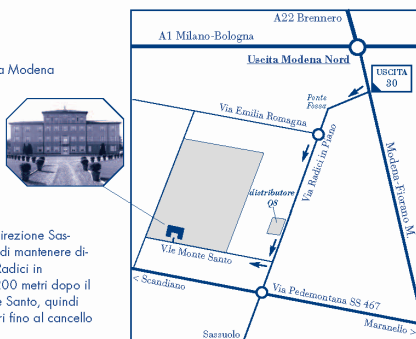 A22 Brennero
A1 Milano-Bologna
Uscita Modena Nord
a Modena
USCITA
30
Ponte
Fossa
Via Emilia Romagna
Via Radici in Piano
Modena-Fiorano M.
distributore
Q8
V.le Monte Santo
irezione Sas-
di mantenere di-
Radici in
200 metri dopo il
e Santo, quindi
ri fino al cancello
< Scandiano
Via Pedemontana SS 467
Maranello >
Sassuolo